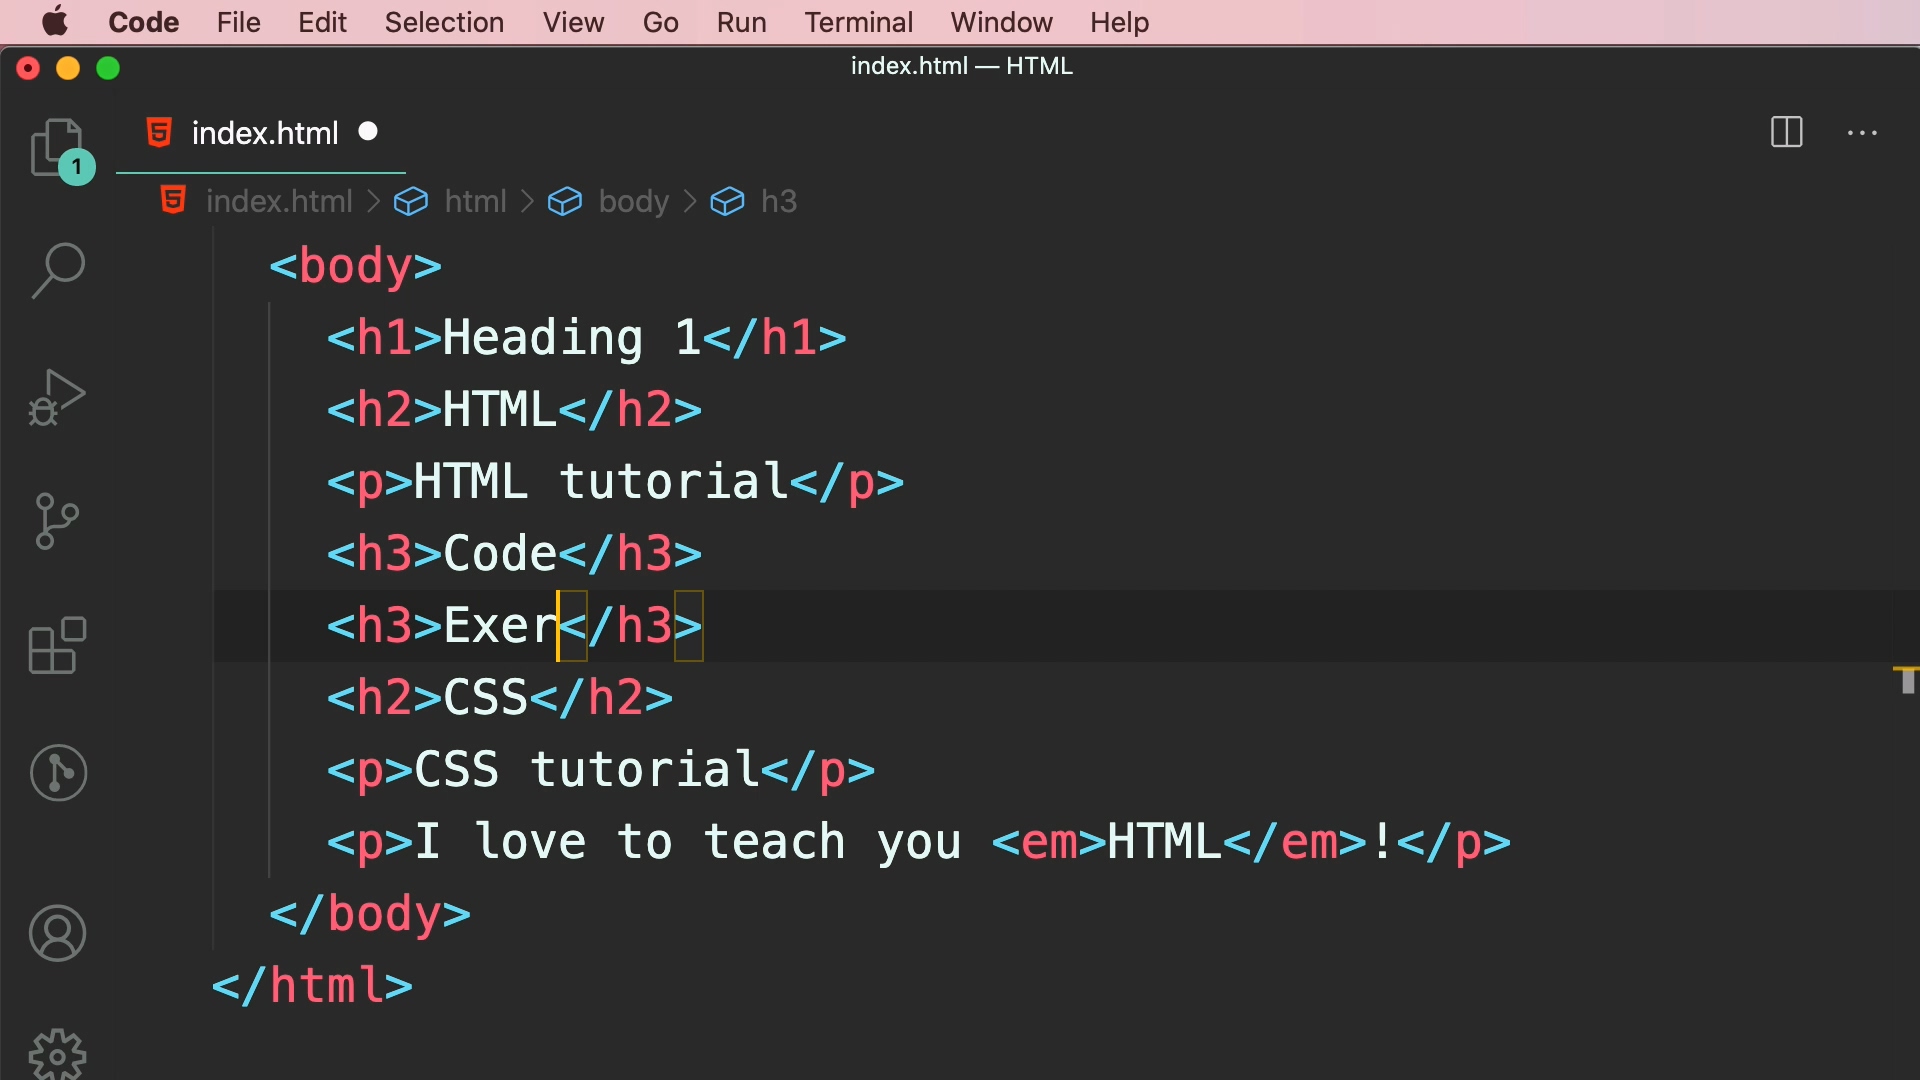 Code File Edit Selection View Go Run Terminal Window Help
index.html — HTML
index.html
1
index.html > html > body > h3
<body>
<h1>Heading 1</h1>
<h2>HTML</h2>
<p>HTML tutorial</p>
<h3>Code</h3>
<h3>Exer</h3>
<h2>CSS</h2>
<p>CSS tutorial</p>
<p>I love to teach you <em>HTML</em>!</p>
</body>
</html>